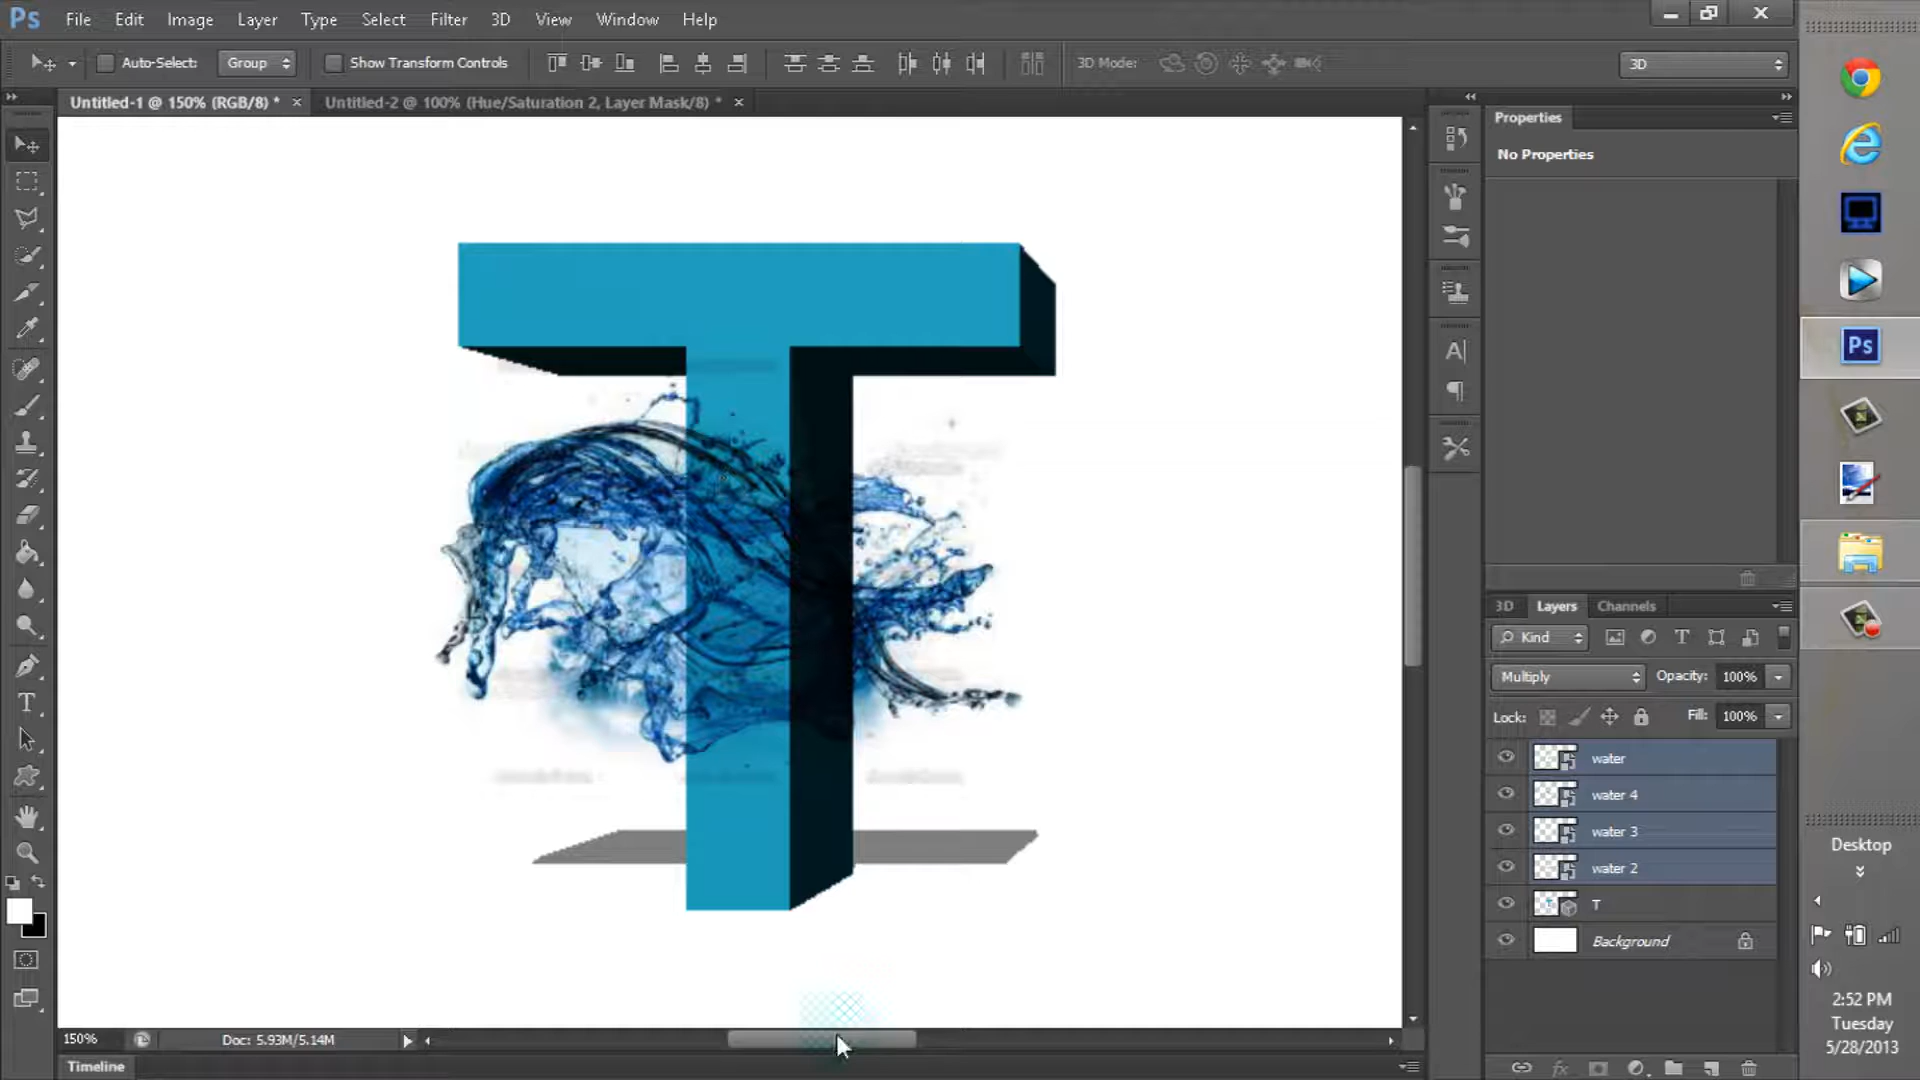 Ps File Edit Image Layer Type Select Filter 3D View Window Help
Auto-Select: Group Show Transform Controls 3D Mode: 3D
Untitled-1 @ 150% (RGB/8) * × Untitled-2 @ 100% (Hue/Saturation 2, Layer Mask/8) * ×
Properties
No Properties
T
Ps
3D Layers Channels
Kind
Multiply Opacity: 100%
Lock: Fill: 100%
water
water 4
water 3
water 2
T
Background
150% Doc: 5.93M/5.14M
Timeline
Desktop
2:52 PM
Tuesday
5/28/2013